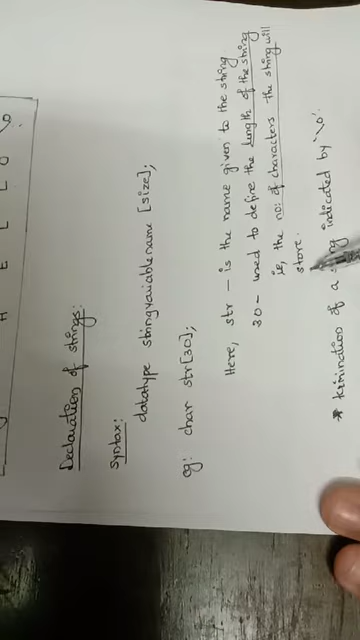 H E L L O \0
Declaration of strings:
Syntax:
datatype stringvariablename [size];
eg: char str[30];
Here, str - is the name given to the string.
30 - used to define the length of the string
ie, the no: of characters the string will
store.
* termination of a indicated by '\0'.